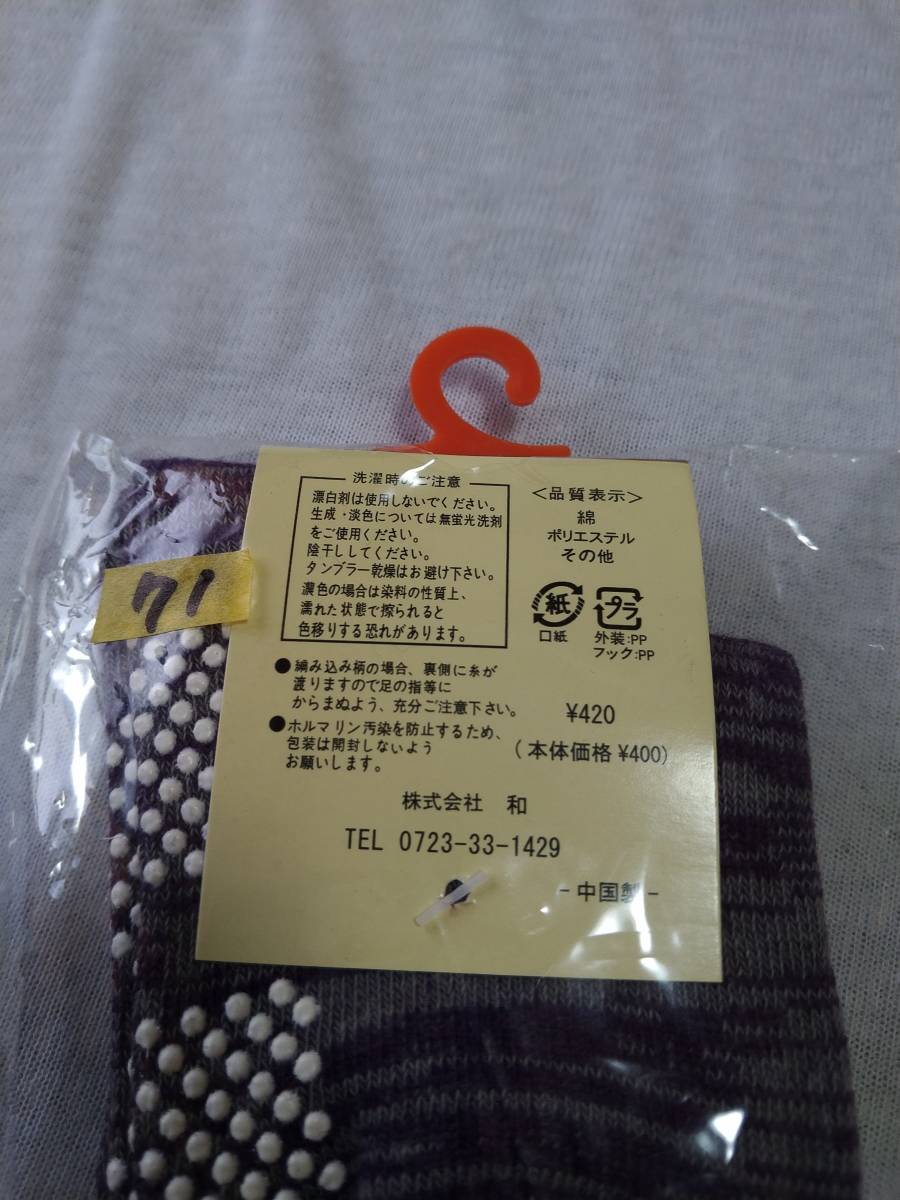 洗濯時のご注意
漂白剤は使用しないでください。
生成・淡色については無蛍光洗剤
をご使用ください。
陰干ししてください。
タンブラー乾燥はお避け下さい。
濃色の場合は染料の性質上、
濡れた状態で擦られると
色移りする恐れがあります。
●編み込み柄の場合、裏側に糸が
渡りますので足の指等に
からまぬよう、充分ご注意下さい。
●ホルマリン汚染を防止するため、
包装は開封しないよう
お願いします。
<品質表示>
綿
ポリエステル
その他
紙
口紙
プラ
外装:PP
フック:PP
¥420
(本体価格 ¥400)
株式会社 和
TEL 0723-33-1429
-中国製-
71